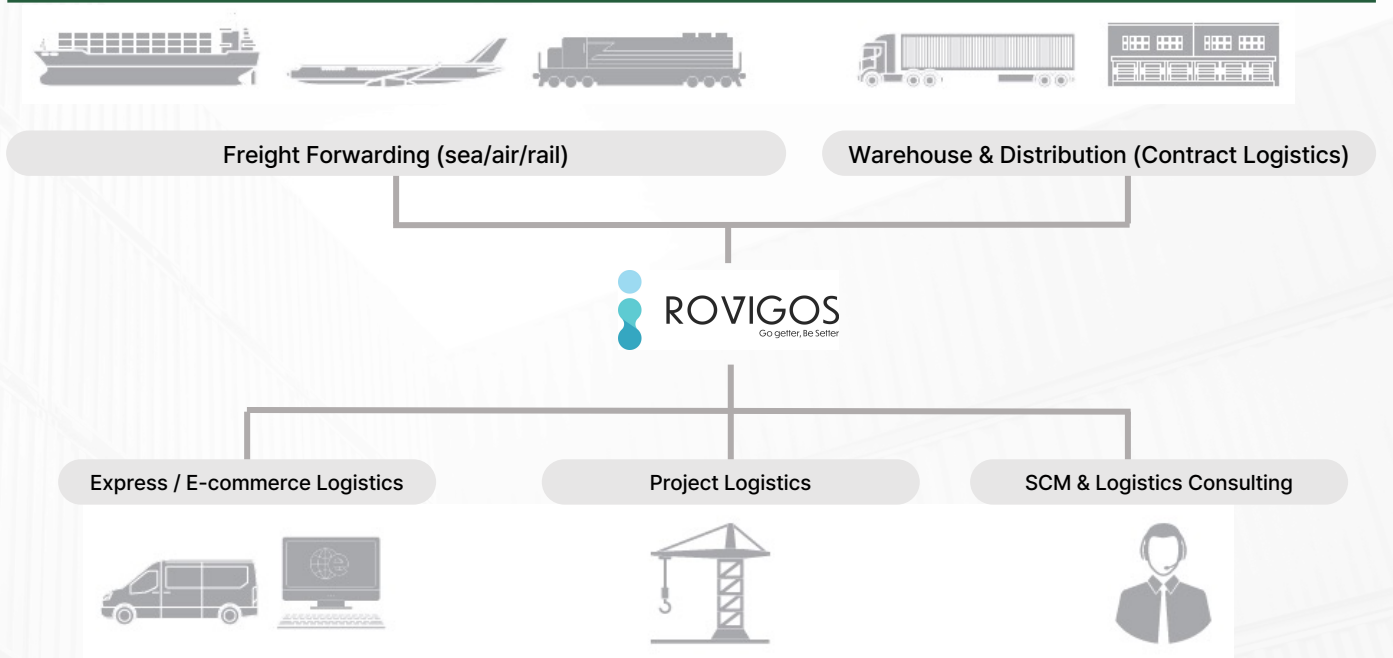 Freight Forwarding (sea/air/rail)
Warehouse & Distribution (Contract Logistics)
ROVIGOS
Go getter, Be Setter
Express / E-commerce Logistics
Project Logistics
SCM & Logistics Consulting